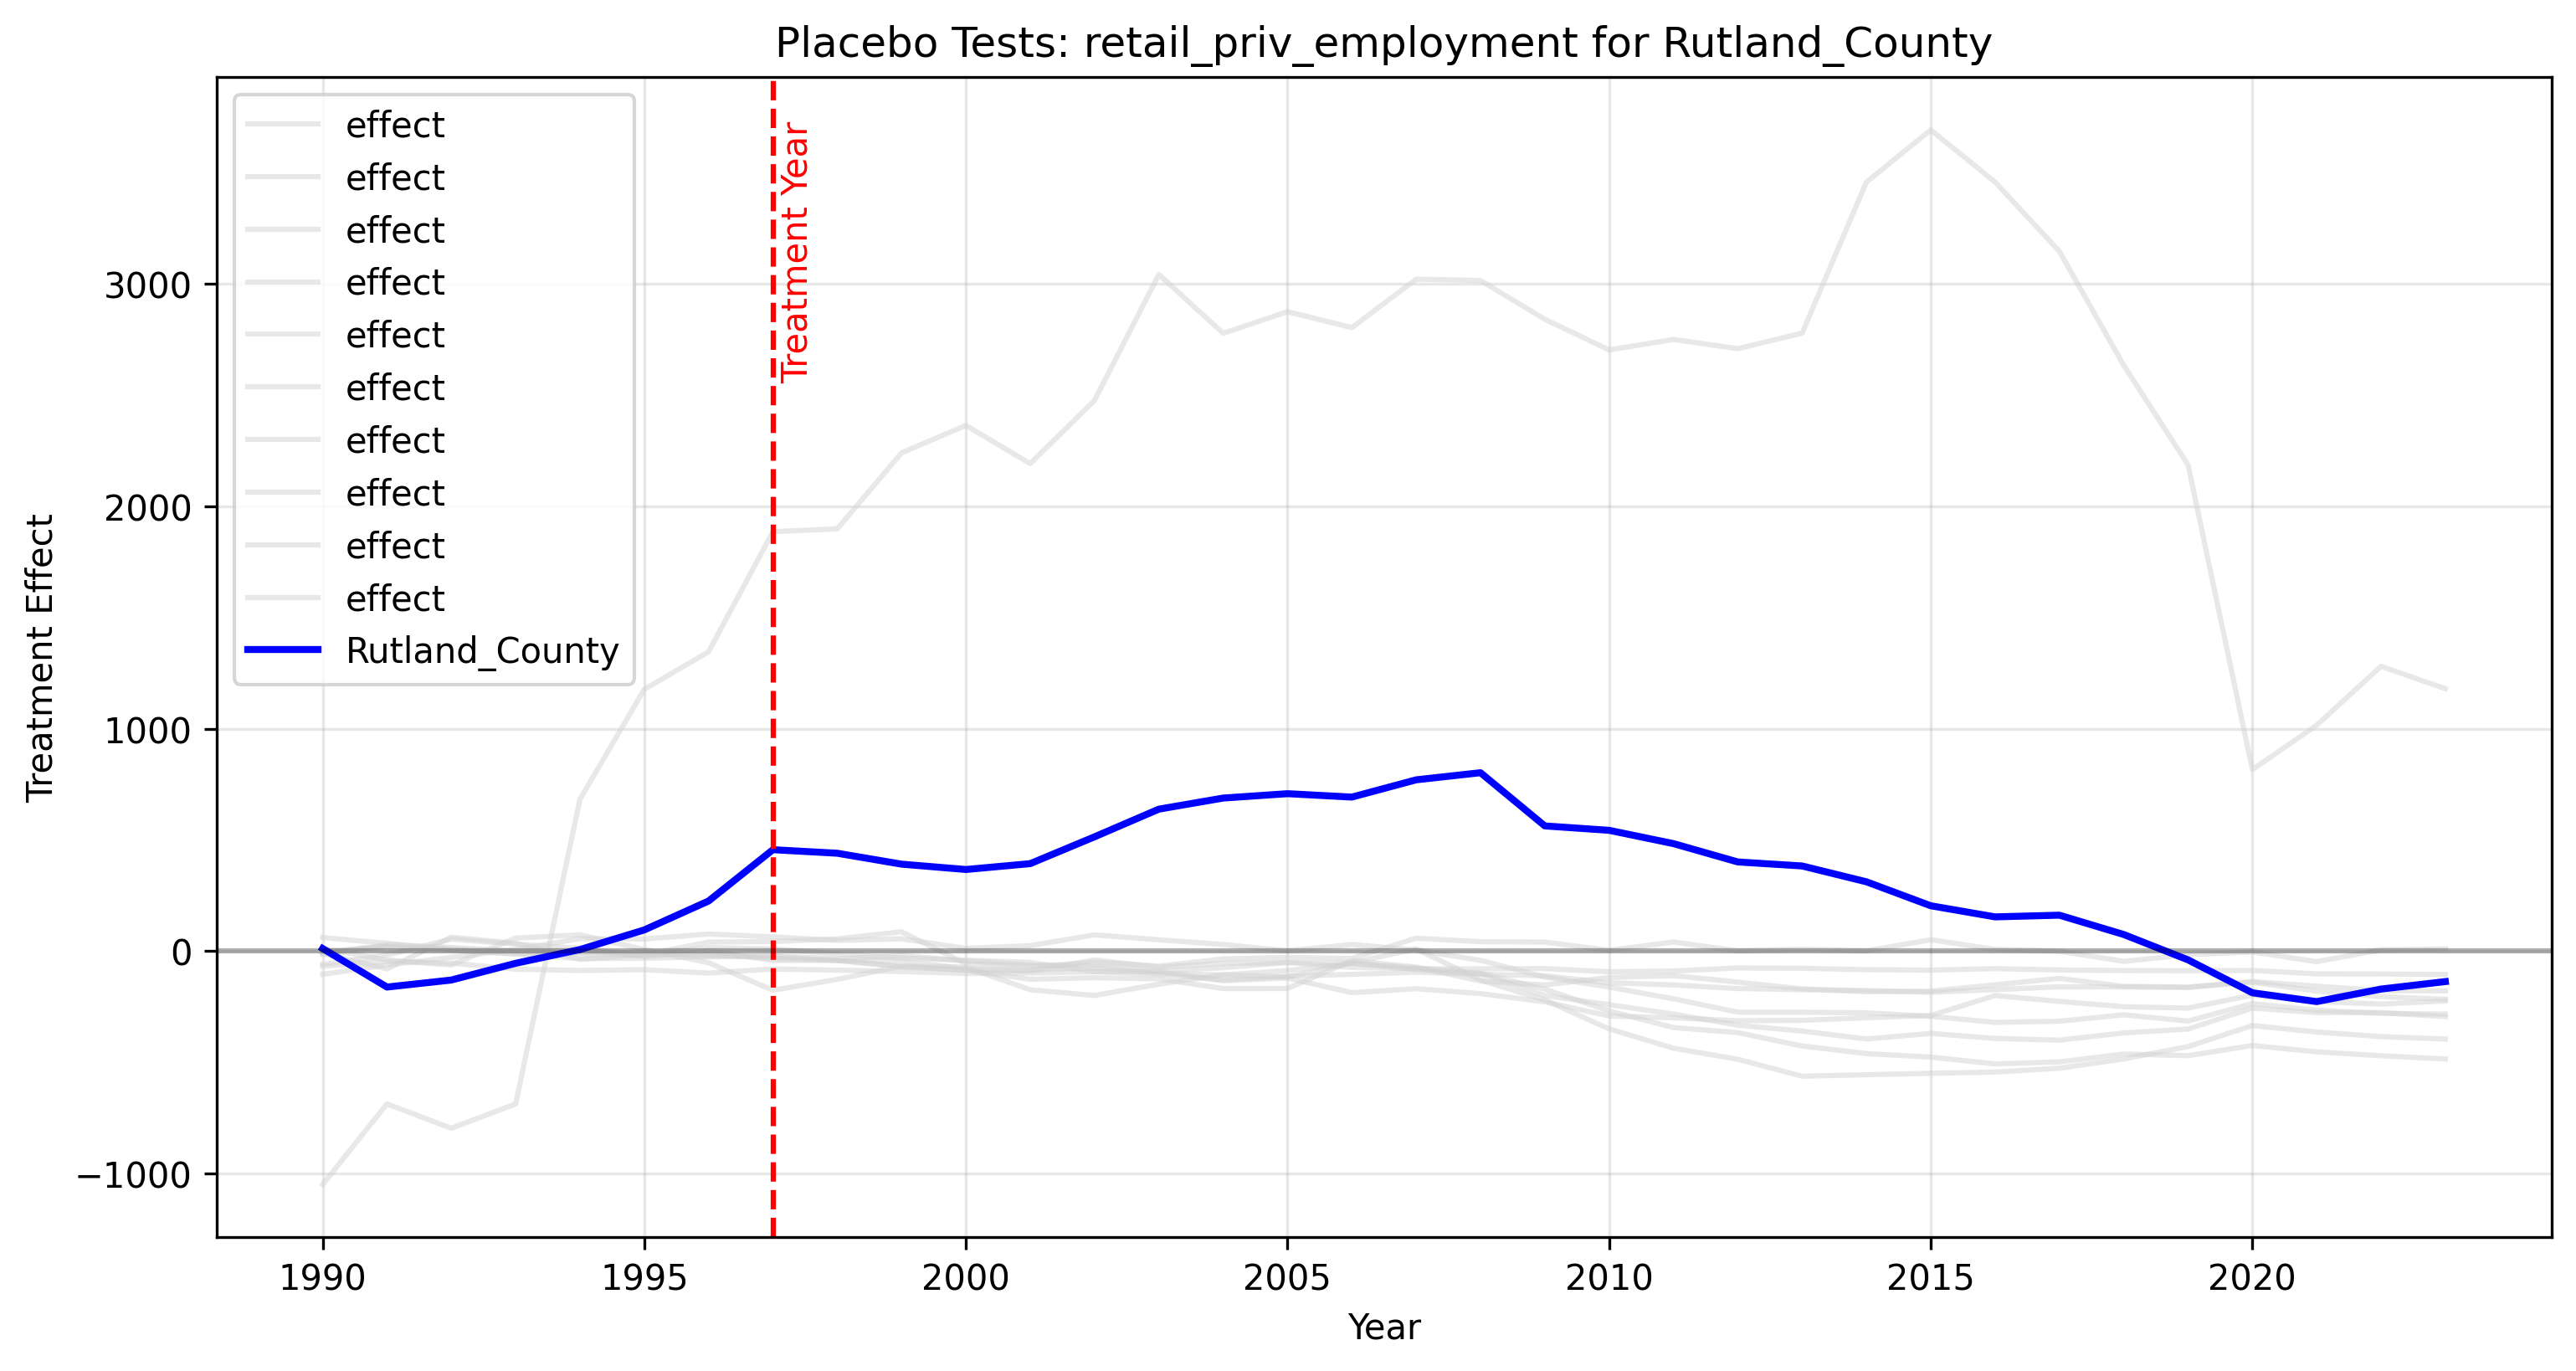 Placebo Tests: retail_priv_employment for Rutland_County
effect
effect
effect
effect
effect
effect
effect
effect
effect
effect
Rutland_County
Treatment Year
Treatment Effect
3000
2000
1000
0
−1000
1990
1995
2000
2005
2010
2015
2020
Year